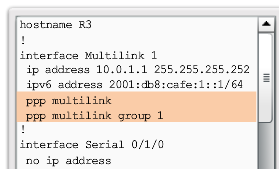 hostname R3
!
interface Multilink 1
ip address 10.0.1.1 255.255.255.252
ipv6 address 2001:db8:cafe:1::1/64
ppp multilink
ppp multilink group 1
!
interface Serial 0/1/0
no ip address